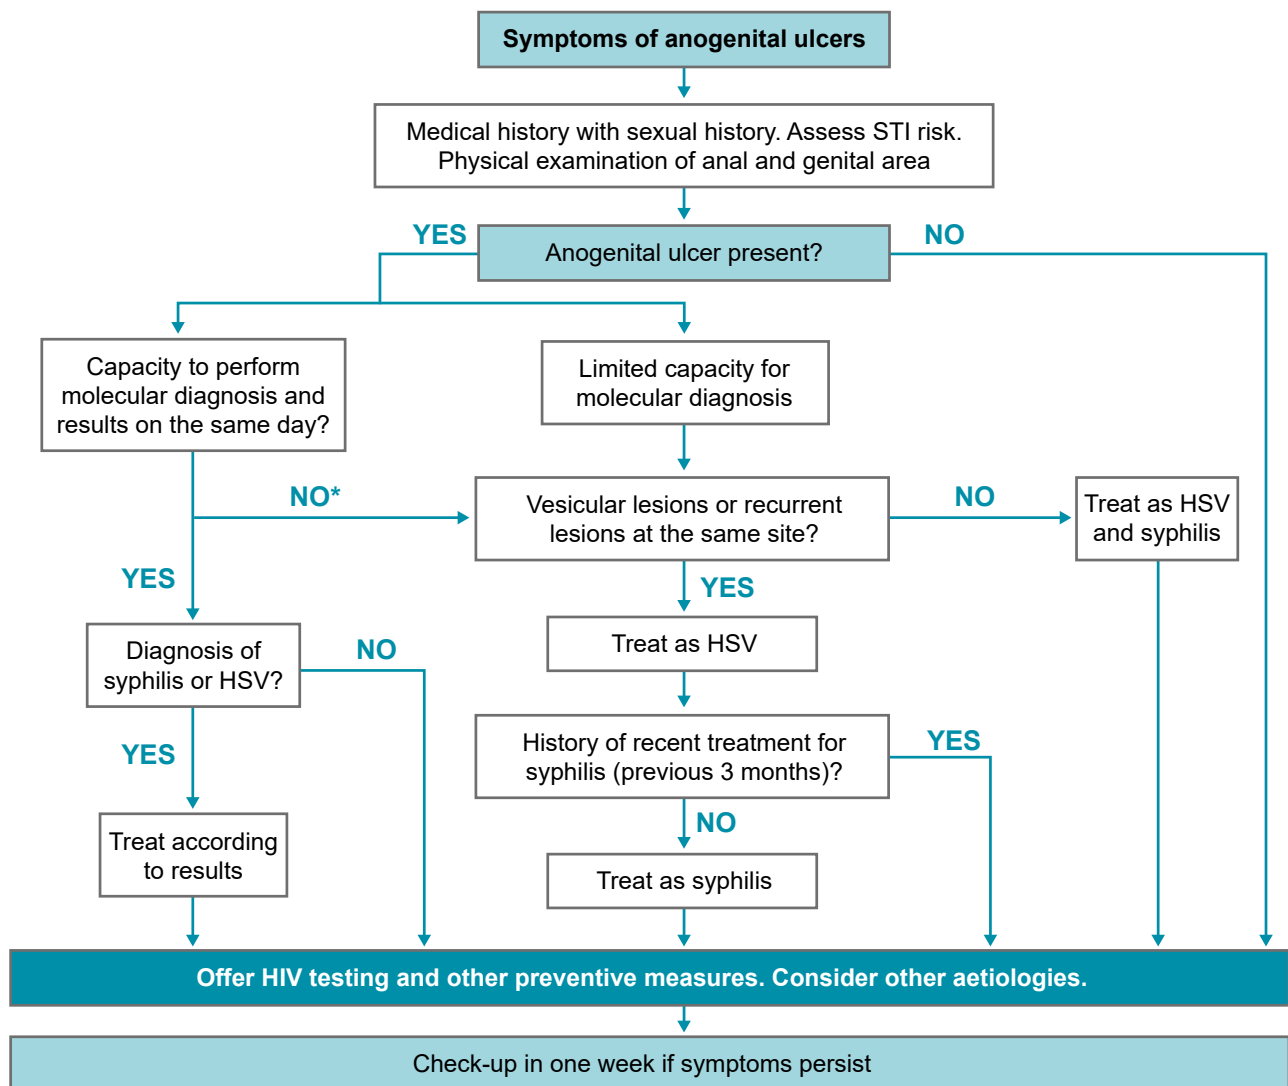 Symptoms of anogenital ulcers
Medical history with sexual history. Assess STI risk.
Physical examination of anal and genital area
YES
Anogenital ulcer present?
NO
Capacity to perform
molecular diagnosis and
results on the same day?
Limited capacity for
molecular diagnosis
NO*
Vesicular lesions or recurrent
lesions at the same site?
NO
Treat as HSV
and syphilis
YES
YES
Diagnosis of
syphilis or HSV?
NO
Treat as HSV
YES
History of recent treatment for
syphilis (previous 3 months)?
YES
NO
Treat according
to results
Treat as syphilis
Offer HIV testing and other preventive measures. Consider other aetiologies.
Check-up in one week if symptoms persist